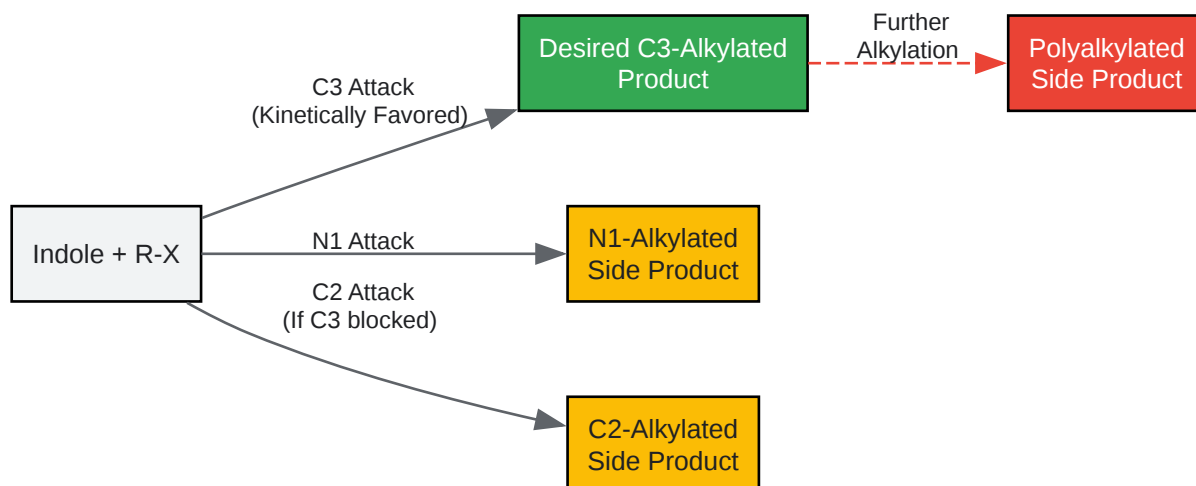 Further
Alkylation
Desired C3-Alkylated
Product
Polyalkylated
Side Product
C3 Attack
(Kinetically Favored)
Indole + R-X
N1 Attack
N1-Alkylated
Side Product
C2 Attack
(If C3 blocked)
C2-Alkylated
Side Product